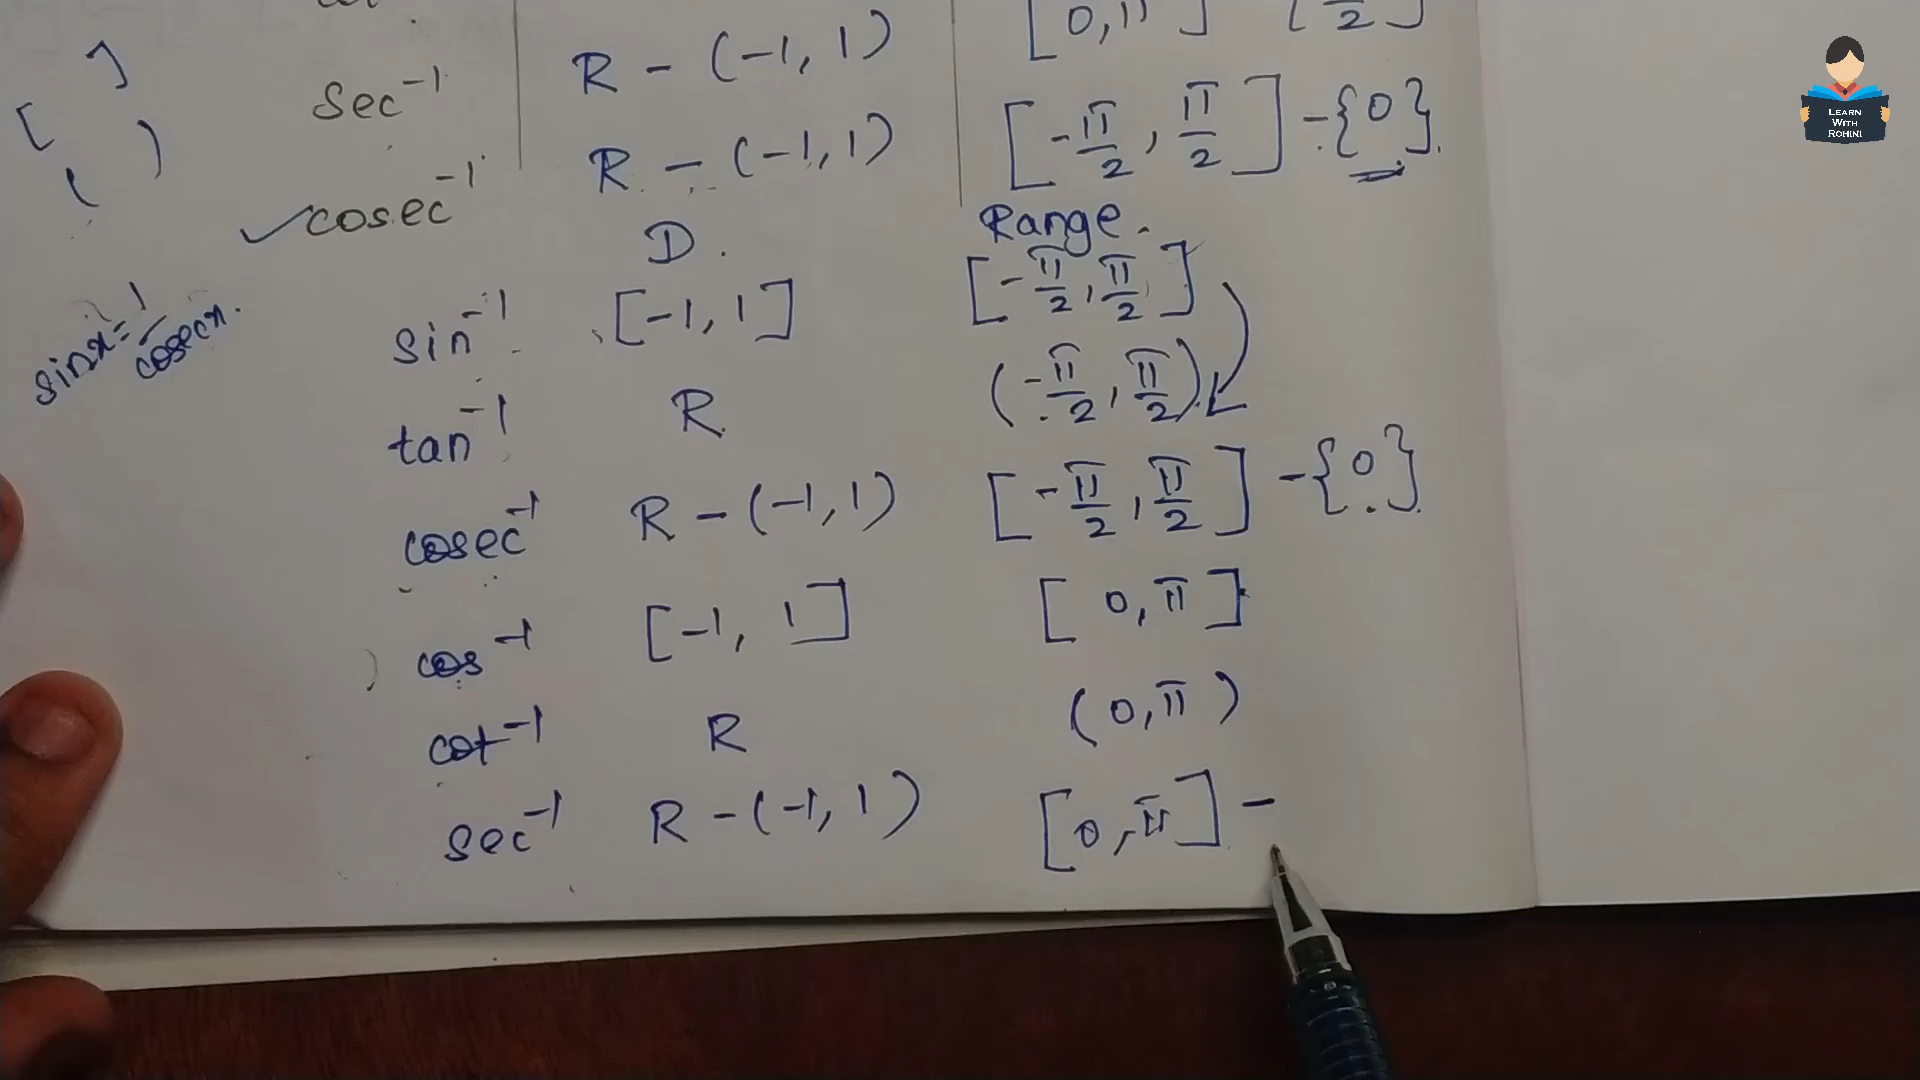 [0, π] [π/2]
sec⁻¹ R - (-1, 1) [-π/2, π/2] - {0}
cosec⁻¹ R - (-1, 1)
D. Range.
sin x = 1/cosec x.
sin⁻¹ [-1, 1] [-π/2, π/2]
tan⁻¹ R (-π/2, π/2)
cosec⁻¹ R - (-1, 1) [-π/2, π/2] - {0}
cos⁻¹ [-1, 1] [0, π]
cot⁻¹ R (0, π)
sec⁻¹ R - (-1, 1) [0, π] -
LEARN
WITH
ROHINI